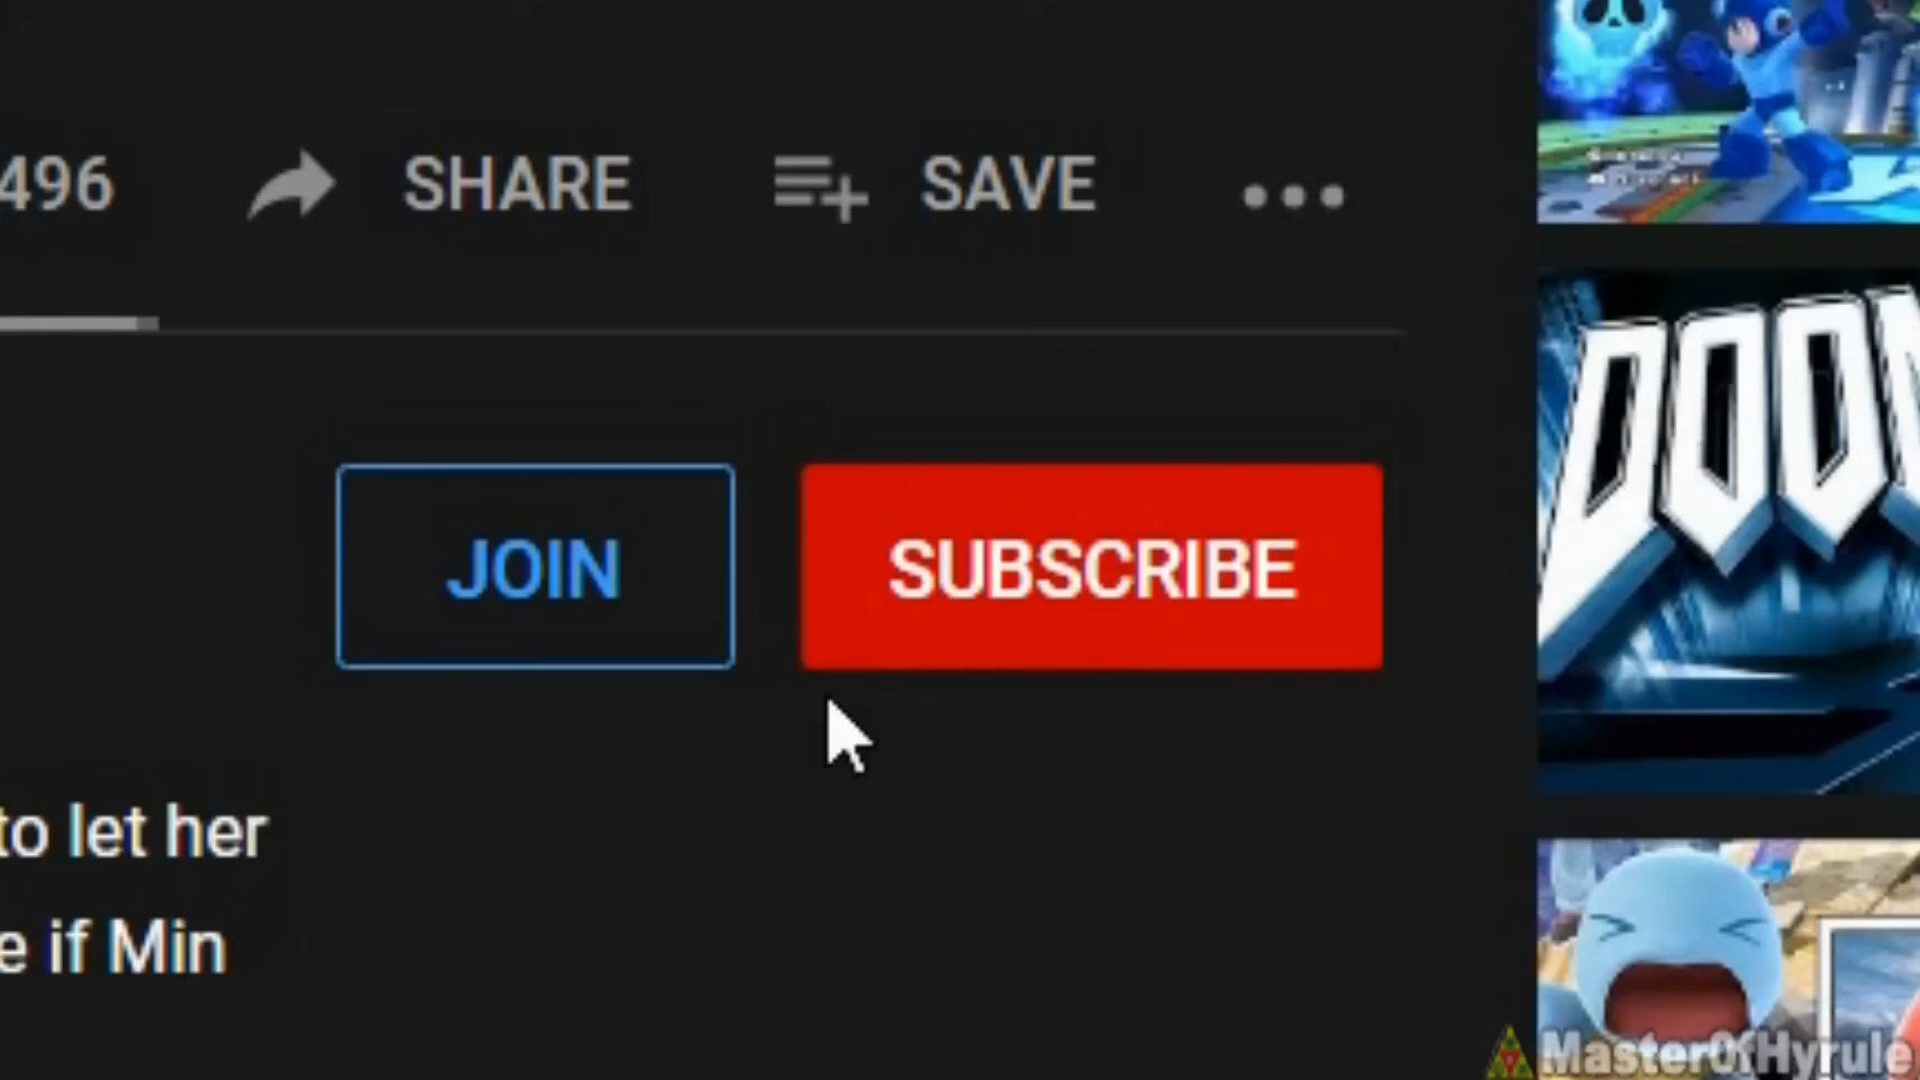 496 SHARE SAVE
JOIN SUBSCRIBE
to let her
e if Min
DOOM
MasterOfHyrule